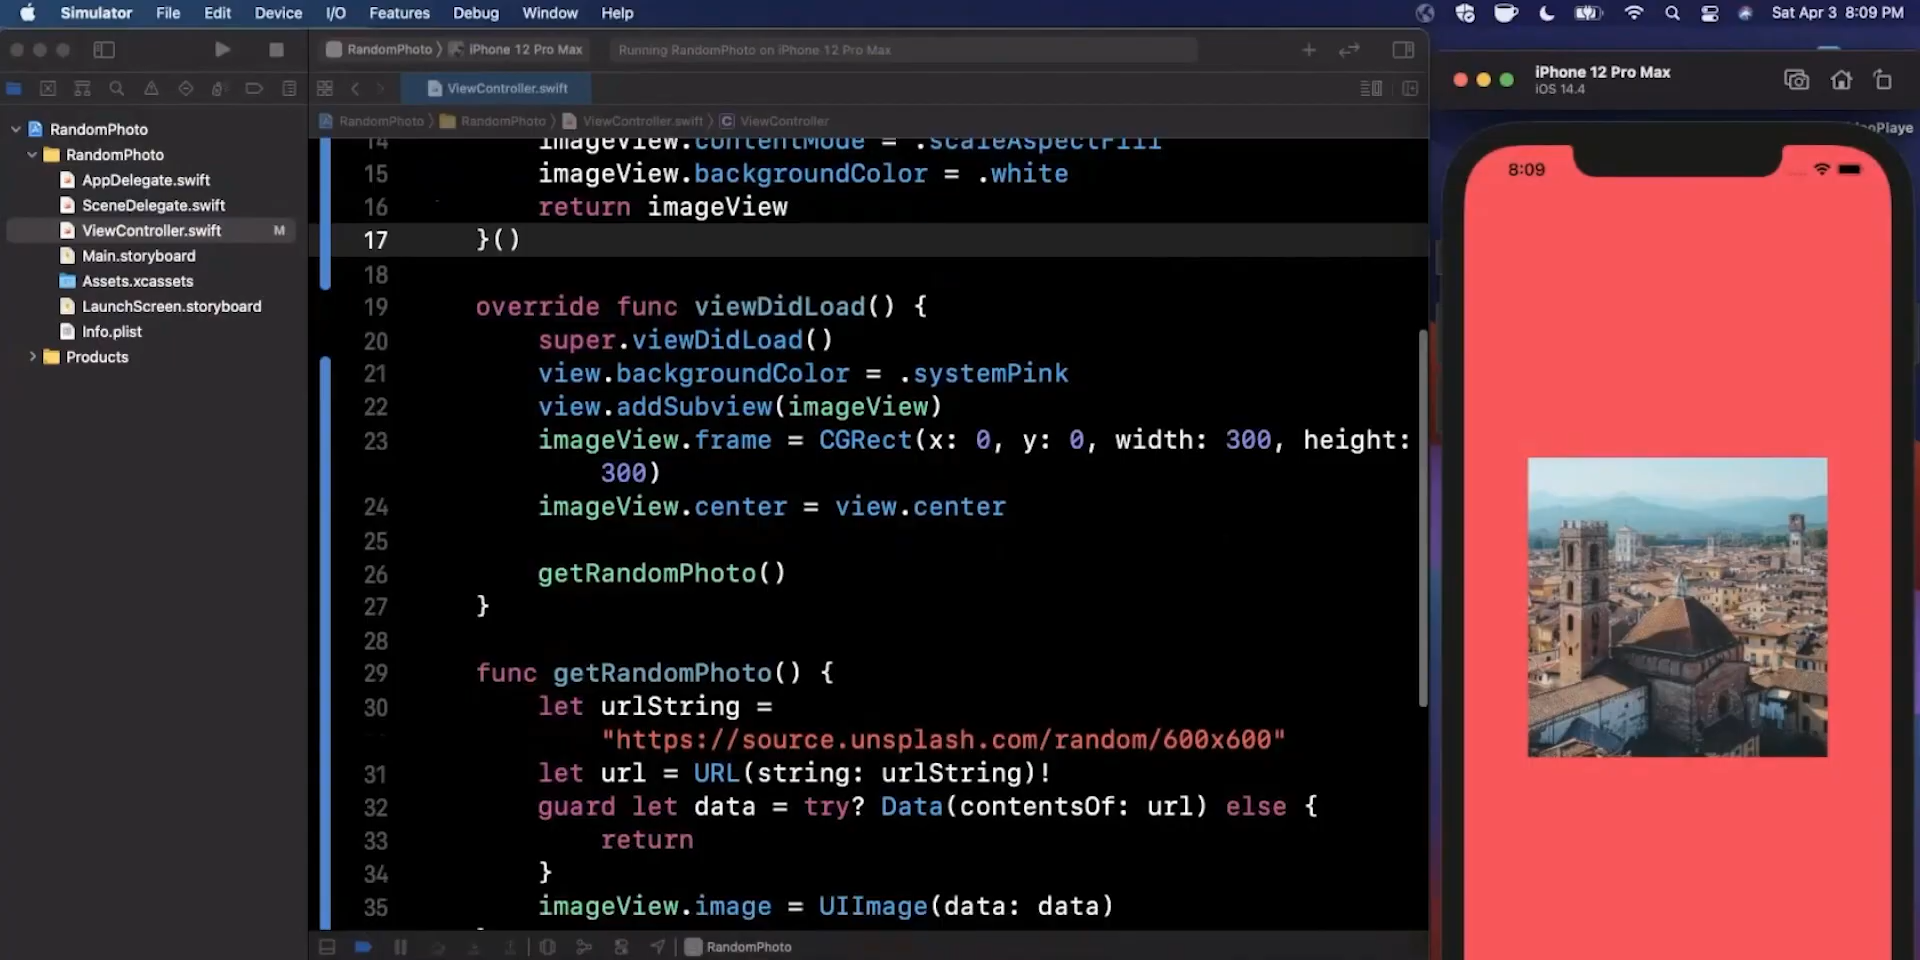 Simulator File Edit Device I/O Features Debug Window Help Sat Apr 3 8:09 PM
RandomPhoto iPhone 12 Pro Max Running RandomPhoto on iPhone 12 Pro Max
iPhone 12 Pro Max
iOS 14.4
ViewController.swift
RandomPhoto RandomPhoto ViewController.swift ViewController
RandomPhoto
RandomPhoto
AppDelegate.swift
SceneDelegate.swift
ViewController.swift M
Main.storyboard
Assets.xcassets
LaunchScreen.storyboard
Info.plist
Products
14 imageView.contentMode = .scaleAspectFill
15 imageView.backgroundColor = .white
16 return imageView
17 }()
18
19 override func viewDidLoad() {
20 super.viewDidLoad()
21 view.backgroundColor = .systemPink
22 view.addSubview(imageView)
23 imageView.frame = CGRect(x: 0, y: 0, width: 300, height:
300)
24 imageView.center = view.center
25
26 getRandomPhoto()
27 }
28
29 func getRandomPhoto() {
30 let urlString =
"https://source.unsplash.com/random/600x600"
31 let url = URL(string: urlString)!
32 guard let data = try? Data(contentsOf: url) else {
33 return
34 }
35 imageView.image = UIImage(data: data)
RandomPhoto
8:09